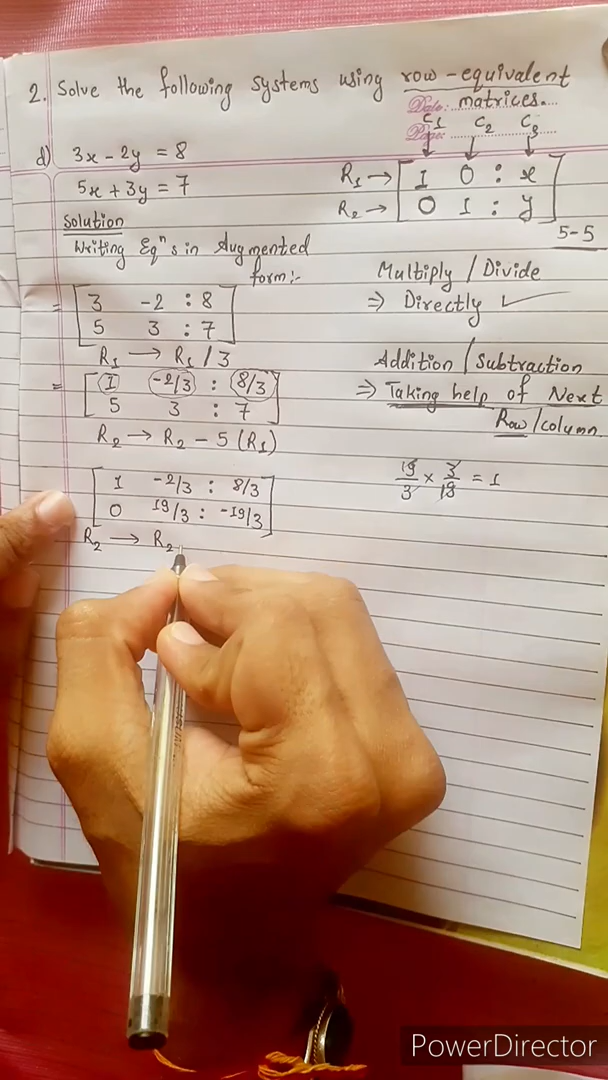 2. Solve the following systems using row-equivalent
matrices.
Date:
Page:
C1 C2 C3
d) 3x - 2y = 8
5x + 3y = 7
R1 → [ 1 0 : x ]
R2 → [ 0 1 : y ]
5-5
Solution
Writing Eqⁿs in Augmented
form:-
= [ 3 -2 : 8
5 3 : 7 ]
R1 → R1 / 3
= [ 1 -2/3 : 8/3
5 3 : 7 ]
R2 → R2 - 5 (R1)
[ 1 -2/3 : 8/3
0 19/3 : -19/3 ]
R2 → R2
Multiply / Divide
⇒ Directly ✓
Addition / Subtraction
⇒ Taking help of Next
Row/column
19/3 × 3/19 = 1
PowerDirector